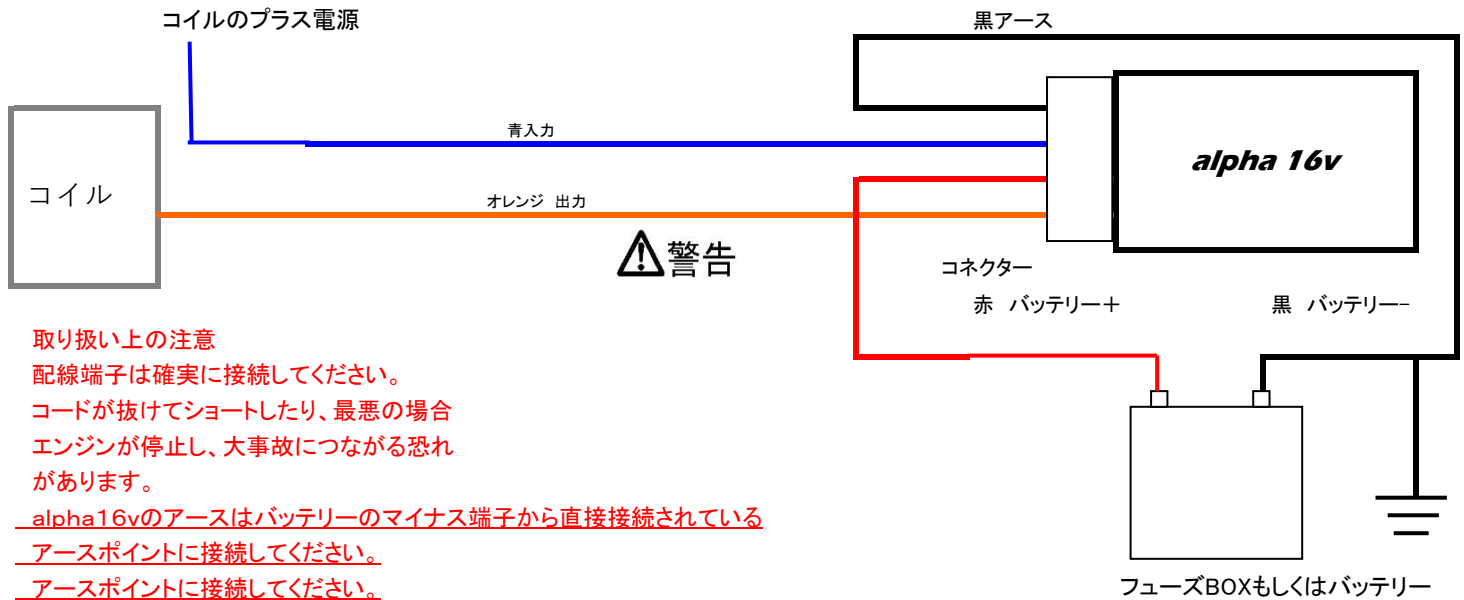 コイルのプラス電源
黒アース
青入力
alpha 16v
コイル
オレンジ 出力
警告
コネクター
赤 バッテリー＋
黒 バッテリー−
取り扱い上の注意
配線端子は確実に接続してください。
コードが抜けてショートしたり、最悪の場合
エンジンが停止し、大事故につながる恐れ
があります。
alpha16vのアースはバッテリーのマイナス端子から直接接続されている
アースポイントに接続してください。
アースポイントに接続してください。
フューズBOXもしくはバッテリー